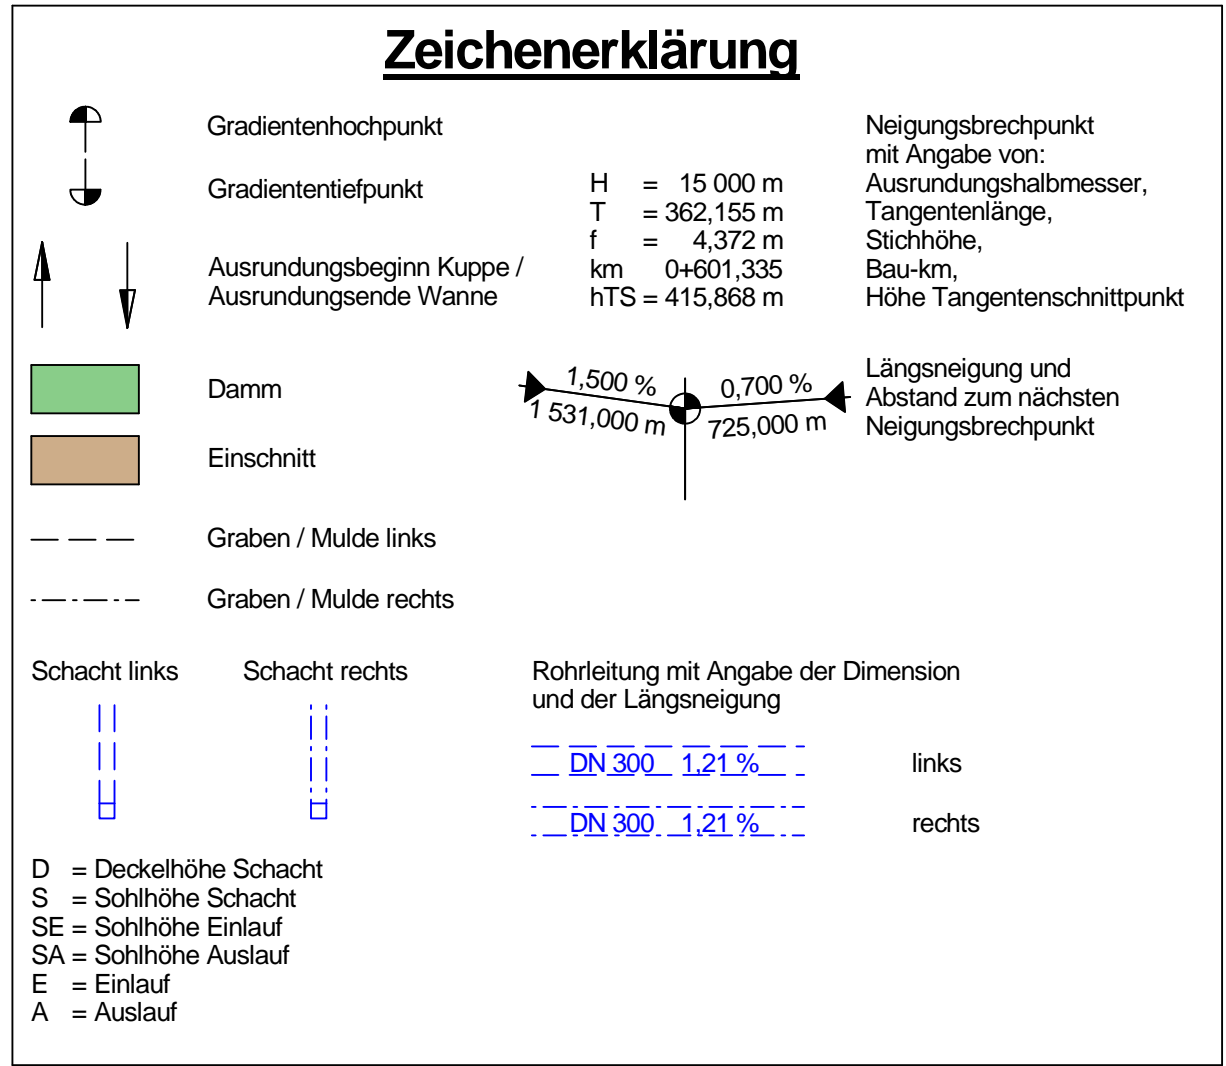 Zeichenerklärung
Gradientenhochpunkt
Gradiententiefpunkt
Ausrundungsbeginn Kuppe /
Ausrundungsende Wanne
H = 15 000 m
T = 362,155 m
f = 4,372 m
km 0+601,335
hTS = 415,868 m
Neigungsbrechpunkt
mit Angabe von:
Ausrundungshalbmesser,
Tangentenlänge,
Stichhöhe,
Bau-km,
Höhe Tangentenschnittpunkt
Damm
Einschnitt
1,500 %
1 531,000 m
0,700 %
725,000 m
Längsneigung und
Abstand zum nächsten
Neigungsbrechpunkt
Graben / Mulde links
Graben / Mulde rechts
Schacht links
Schacht rechts
Rohrleitung mit Angabe der Dimension
und der Längsneigung
DN 300 1,21 %
links
DN 300 1,21 %
rechts
D = Deckelhöhe Schacht
S = Sohlhöhe Schacht
SE = Sohlhöhe Einlauf
SA = Sohlhöhe Auslauf
E = Einlauf
A = Auslauf